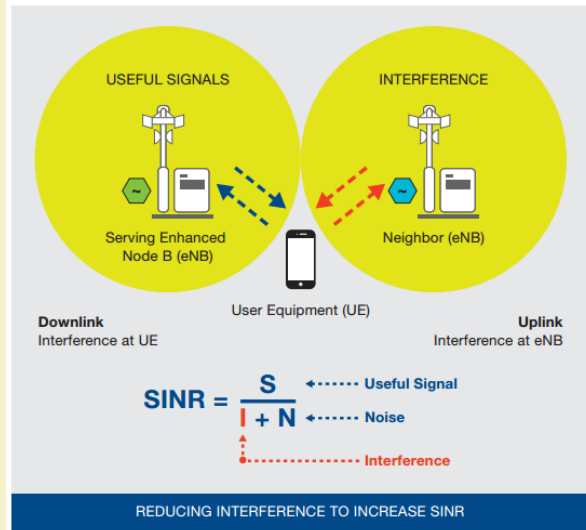 USEFUL SIGNALS
INTERFERENCE
~
~
Serving Enhanced
Node B (eNB)
Neighbor (eNB)
User Equipment (UE)
Downlink
Interference at UE
Uplink
Interference at eNB
SINR = S / I + N
Useful Signal
Noise
Interference
REDUCING INTERFERENCE TO INCREASE SINR